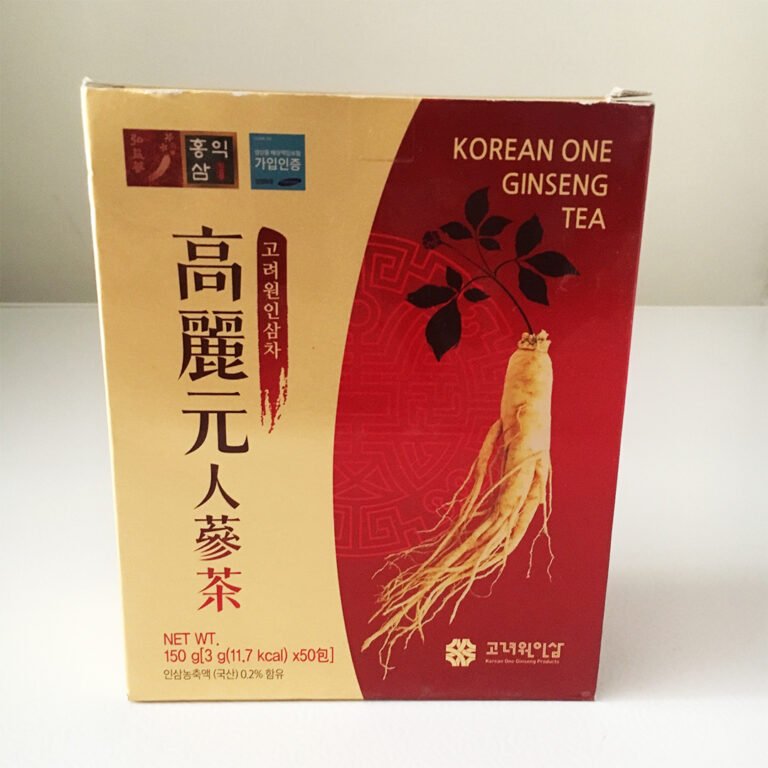 홍익
삼
가입인증
KOREAN ONE
GINSENG
TEA
高麗元人蔘茶
고려원인삼차
NET WT.
150 g[3 g(11.7 kcal) x50包]
인삼농축액 (국산) 0.2% 함유
고려원인삼
Korean One Ginseng Products